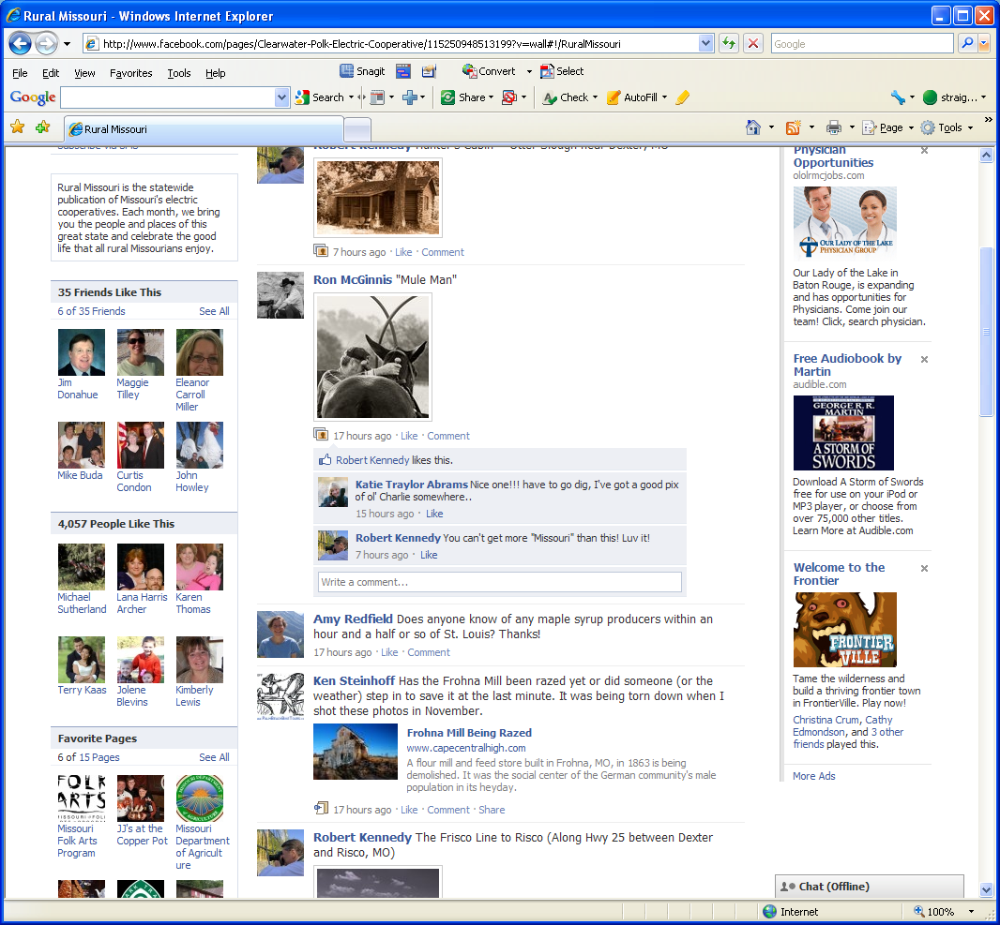 Rural Missouri - Windows Internet Explorer
http://www.facebook.com/pages/Clearwater-Polk-Electric-Cooperative/115250948513199?v=wall#!/RuralMissouri
Google
File Edit View Favorites Tools Help
Snagit
Convert
Select
Google
Search
Share
Check
AutoFill
straig...
Rural Missouri
Page
Tools
Subscribe via SMS
Rural Missouri is the statewide
publication of Missouri's electric
cooperatives. Each month, we bring
you the people and places of this
great state and celebrate the good
life that all rural Missourians enjoy.
35 Friends Like This
6 of 35 Friends See All
Jim
Donahue
Maggie
Tilley
Eleanor
Carroll
Miller
Mike Buda
Curtis
Condon
John
Howley
4,057 People Like This
Michael
Sutherland
Lana Harris
Archer
Karen
Thomas
Terry Kaas
Jolene
Blevins
Kimberly
Lewis
Favorite Pages
6 of 15 Pages See All
FOLK
ARTS
Missouri
Folk Arts
Program
JJ's at the
Copper Pot
Missouri
Department
of Agricult
ure
Robert Kennedy Hunter's Cabin - Otter Slough near Dexter, MO
7 hours ago · Like · Comment
Ron McGinnis "Mule Man"
17 hours ago · Like · Comment
Robert Kennedy likes this.
Katie Traylor Abrams Nice one!!! have to go dig, I've got a good pix
of ol' Charlie somewhere..
15 hours ago · Like
Robert Kennedy You can't get more "Missouri" than this! Luv it!
7 hours ago · Like
Write a comment...
Amy Redfield Does anyone know of any maple syrup producers within an
hour and a half or so of St. Louis? Thanks!
17 hours ago · Like · Comment
Ken Steinhoff Has the Frohna Mill been razed yet or did someone (or the
weather) step in to save it at the last minute. It was being torn down when I
shot these photos in November.
Frohna Mill Being Razed
www.capecentralhigh.com
A flour mill and feed store built in Frohna, MO, in 1863 is being
demolished. It was the social center of the German community's male
population in its heyday.
17 hours ago · Like · Comment · Share
Robert Kennedy The Frisco Line to Risco (Along Hwy 25 between Dexter
and Risco, MO)
Physician
Opportunities
ololrmcjobs.com
OUR LADY OF THE LAKE
PHYSICIAN GROUP
Our Lady of the Lake in
Baton Rouge, is expanding
and has opportunities for
Physicians. Come join our
team! Click, search physician.
Free Audiobook by
Martin
audible.com
GEORGE R. R.
MARTIN
A STORM OF
SWORDS
Download A Storm of Swords
free for use on your iPod or
MP3 player, or choose from
over 75,000 other titles.
Learn More at Audible.com
Welcome to the
Frontier
FRONTIER
VILLE
Tame the wilderness and
build a thriving frontier town
in FrontierVille. Play now!
Christina Crum, Cathy
Edmondson, and 3 other
friends played this.
More Ads
Chat (Offline)
Internet
100%